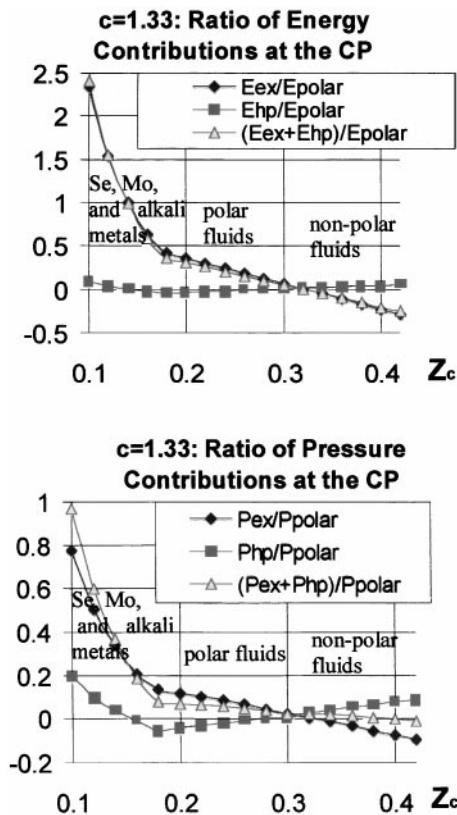 c=1.33: Ratio of Energy
Contributions at the CP
2.5
2
1.5
1
0.5
0
-0.5
Eex/Epolar
Ehp/Epolar
(Eex+Ehp)/Epolar
Se, Mo,
and alkali
metals
polar
fluids
non-polar
fluids
0.1
0.2
0.3
0.4
Zc
c=1.33: Ratio of Pressure
Contributions at the CP
1
0.8
0.6
0.4
0.2
0
-0.2
Pex/Ppolar
Php/Ppolar
(Pex+Php)/Ppolar
Se, Mo,
and alkali
metals
polar fluids
non-polar
fluids
0.1
0.2
0.3
0.4
Zc